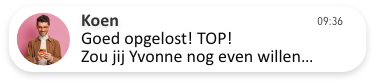 Koen 09:36
Goed opgelost! TOP!
Zou jij Yvonne nog even willen...